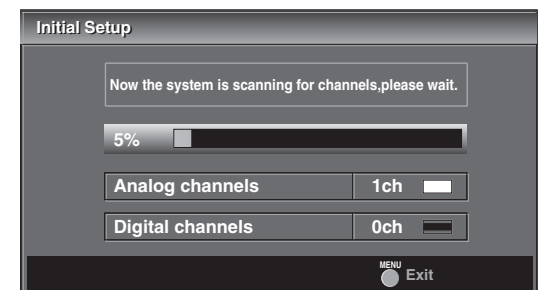 Initial Setup
Now the system is scanning for channels,please wait.
5%
Analog channels 1ch
Digital channels 0ch
MENU Exit